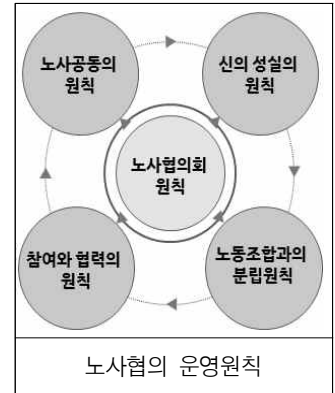 노사공동의
원칙
신의 성실의
원칙
노사협의회
원칙
참여와 협력의
원칙
노동조합과의
분립원칙
노사협의 운영원칙